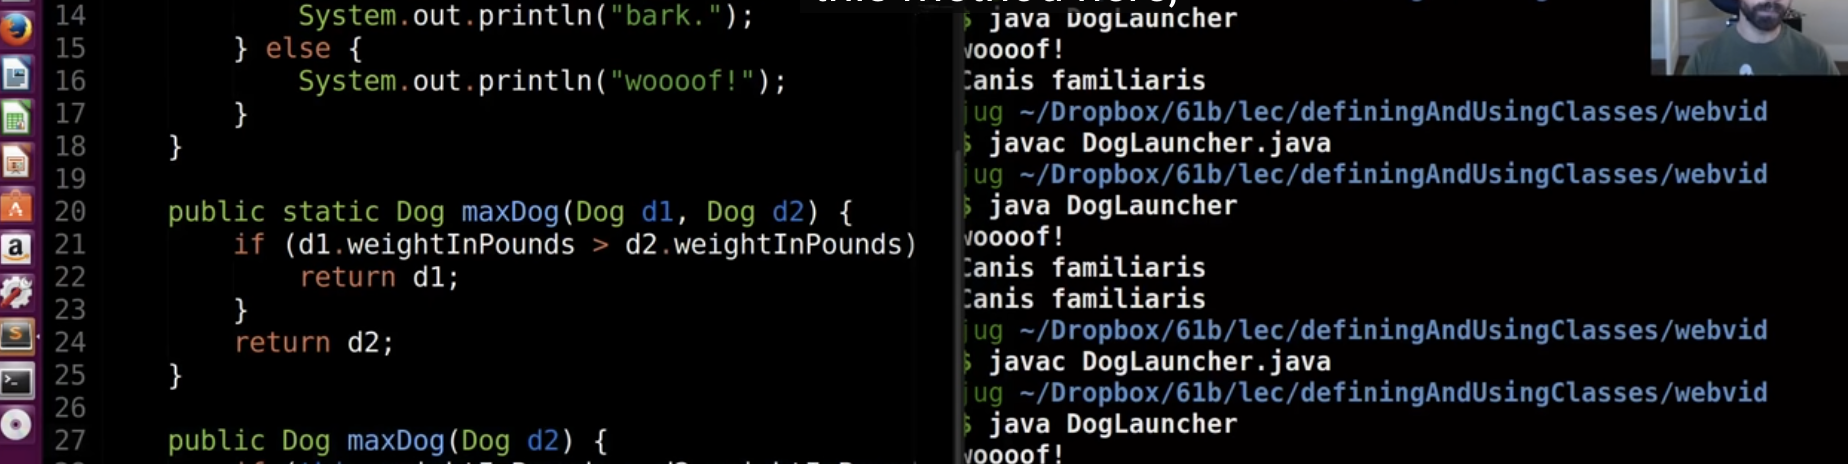 14 System.out.println("bark.");
15 } else {
16 System.out.println("woooof!");
17 }
18 }
19
20 public static Dog maxDog(Dog d1, Dog d2) {
21 if (d1.weightInPounds > d2.weightInPounds)
22 return d1;
23 }
24 return d2;
25 }
26
27 public Dog maxDog(Dog d2) {
$ java DogLauncher
woooof!
Canis familiaris
jug ~/Dropbox/61b/lec/definingAndUsingClasses/webvid
$ javac DogLauncher.java
jug ~/Dropbox/61b/lec/definingAndUsingClasses/webvid
$ java DogLauncher
woooof!
Canis familiaris
Canis familiaris
jug ~/Dropbox/61b/lec/definingAndUsingClasses/webvid
$ javac DogLauncher.java
jug ~/Dropbox/61b/lec/definingAndUsingClasses/webvid
$ java DogLauncher
woooof!